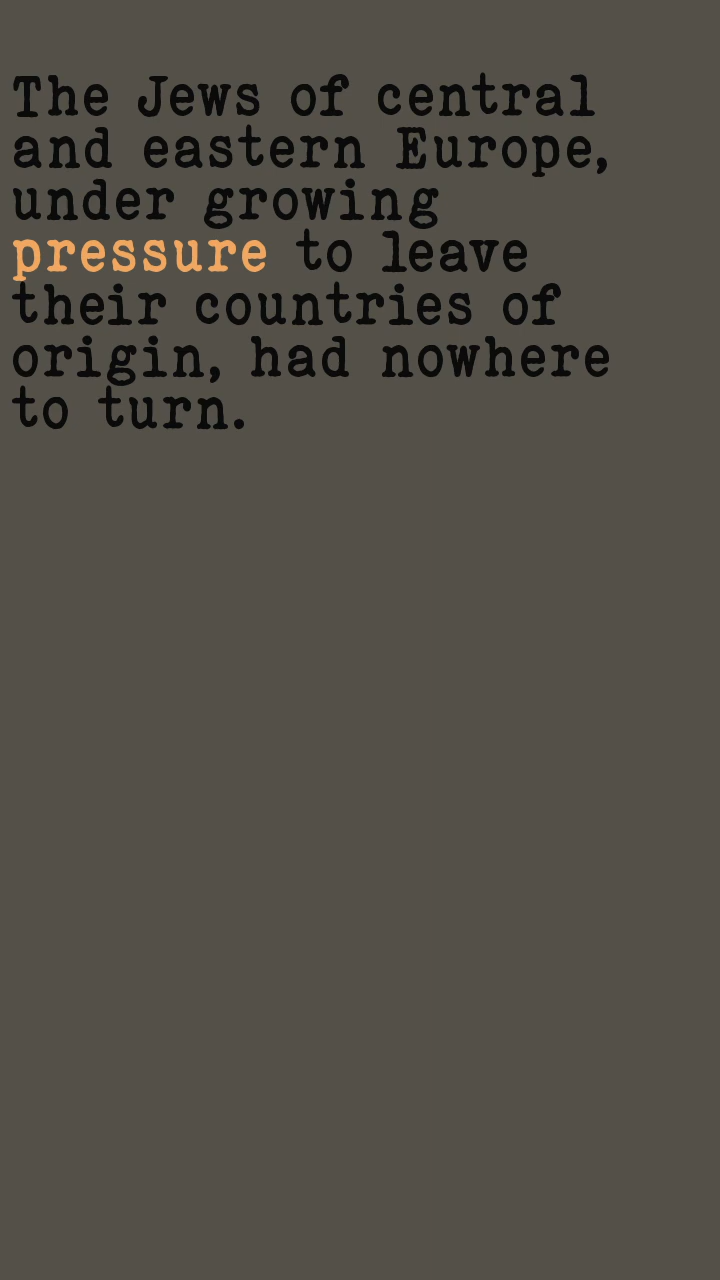 The Jews of central
and eastern Europe,
under growing
pressure to leave
their countries of
origin, had nowhere
to turn.